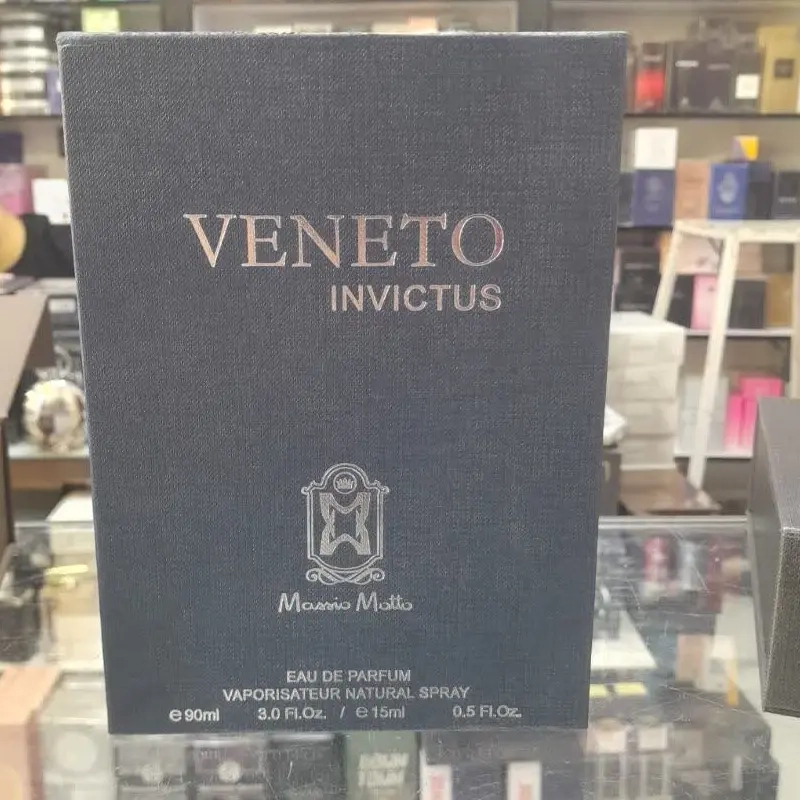 VENETO
INVICTUS
Massio Motto
EAU DE PARFUM
VAPORISATEUR NATURAL SPRAY
e 90ml 3.0 Fl.Oz. / e 15ml 0.5 Fl.Oz.